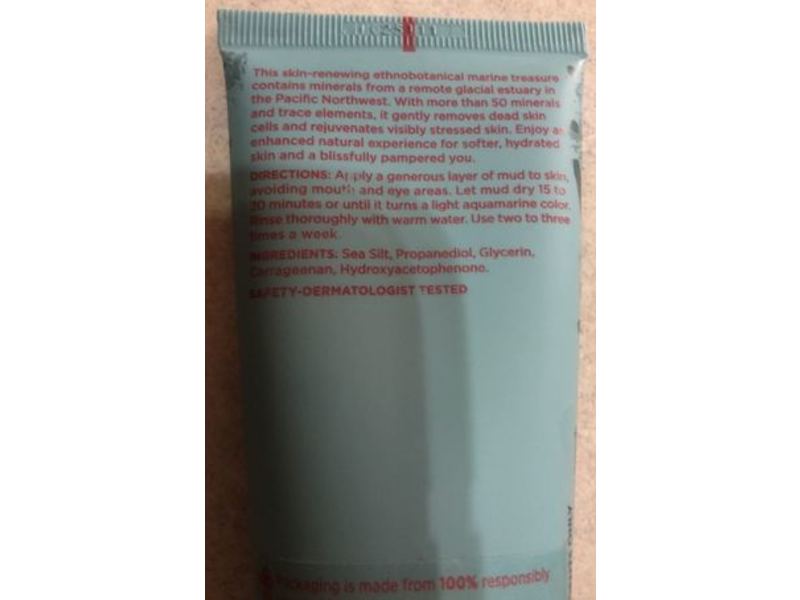 This skin-renewing ethnobotanical marine treasure
contains minerals from a remote glacial estuary in
the Pacific Northwest. With more than 50 minerals
and trace elements, it gently removes dead skin
cells and rejuvenates visibly stressed skin. Enjoy an
enhanced natural experience for softer, hydrated
skin and a blissfully pampered you.
DIRECTIONS: Apply a generous layer of mud to skin,
avoiding mouth and eye areas. Let mud dry 15 to
20 minutes or until it turns a light aquamarine color.
Rinse thoroughly with warm water. Use two to three
times a week.
INGREDIENTS: Sea Silt, Propanediol, Glycerin,
Carrageenan, Hydroxyacetophenone.
SAFETY-DERMATOLOGIST TESTED
Packaging is made from 100% responsibly